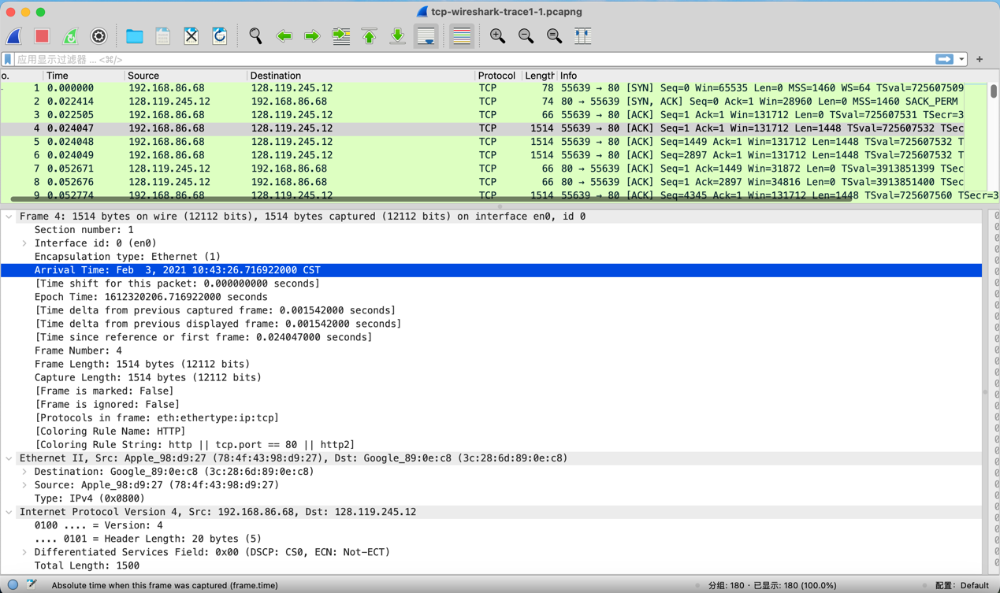 tcp-wireshark-trace1-1.pcapng
应用显示过滤器 … <⌘/>
o. Time Source Destination Protocol Length Info
1 0.000000 192.168.86.68 128.119.245.12 TCP 78 55639 → 80 [SYN] Seq=0 Win=65535 Len=0 MSS=1460 WS=64 TSval=725607509
2 0.022414 128.119.245.12 192.168.86.68 TCP 74 80 → 55639 [SYN, ACK] Seq=0 Ack=1 Win=28960 Len=0 MSS=1460 SACK_PERM
3 0.022505 192.168.86.68 128.119.245.12 TCP 66 55639 → 80 [ACK] Seq=1 Ack=1 Win=131712 Len=0 TSval=725607531 TSecr=3
4 0.024047 192.168.86.68 128.119.245.12 TCP 1514 55639 → 80 [ACK] Seq=1 Ack=1 Win=131712 Len=1448 TSval=725607532 TSec
5 0.024048 192.168.86.68 128.119.245.12 TCP 1514 55639 → 80 [ACK] Seq=1449 Ack=1 Win=131712 Len=1448 TSval=725607532 T
6 0.024049 192.168.86.68 128.119.245.12 TCP 1514 55639 → 80 [ACK] Seq=2897 Ack=1 Win=131712 Len=1448 TSval=725607532 T
7 0.052671 128.119.245.12 192.168.86.68 TCP 66 80 → 55639 [ACK] Seq=1 Ack=1449 Win=31872 Len=0 TSval=3913851399 TSec
8 0.052676 128.119.245.12 192.168.86.68 TCP 66 80 → 55639 [ACK] Seq=1 Ack=2897 Win=34816 Len=0 TSval=3913851400 TSec
9 0.052774 192.168.86.68 128.119.245.12 TCP 1514 55639 → 80 [ACK] Seq=4345 Ack=1 Win=131712 Len=1448 TSval=725607560 TSecr=3
Frame 4: 1514 bytes on wire (12112 bits), 1514 bytes captured (12112 bits) on interface en0, id 0
Section number: 1
Interface id: 0 (en0)
Encapsulation type: Ethernet (1)
Arrival Time: Feb  3, 2021 10:43:26.716922000 CST
[Time shift for this packet: 0.000000000 seconds]
Epoch Time: 1612320206.716922000 seconds
[Time delta from previous captured frame: 0.001542000 seconds]
[Time delta from previous displayed frame: 0.001542000 seconds]
[Time since reference or first frame: 0.024047000 seconds]
Frame Number: 4
Frame Length: 1514 bytes (12112 bits)
Capture Length: 1514 bytes (12112 bits)
[Frame is marked: False]
[Frame is ignored: False]
[Protocols in frame: eth:ethertype:ip:tcp]
[Coloring Rule Name: HTTP]
[Coloring Rule String: http || tcp.port == 80 || http2]
Ethernet II, Src: Apple_98:d9:27 (78:4f:43:98:d9:27), Dst: Google_89:0e:c8 (3c:28:6d:89:0e:c8)
Destination: Google_89:0e:c8 (3c:28:6d:89:0e:c8)
Source: Apple_98:d9:27 (78:4f:43:98:d9:27)
Type: IPv4 (0x0800)
Internet Protocol Version 4, Src: 192.168.86.68, Dst: 128.119.245.12
0100 .... = Version: 4
.... 0101 = Header Length: 20 bytes (5)
Differentiated Services Field: 0x00 (DSCP: CS0, ECN: Not-ECT)
Total Length: 1500
Absolute time when this frame was captured (frame.time)
分组: 180 · 已显示: 180 (100.0%)
配置: Default